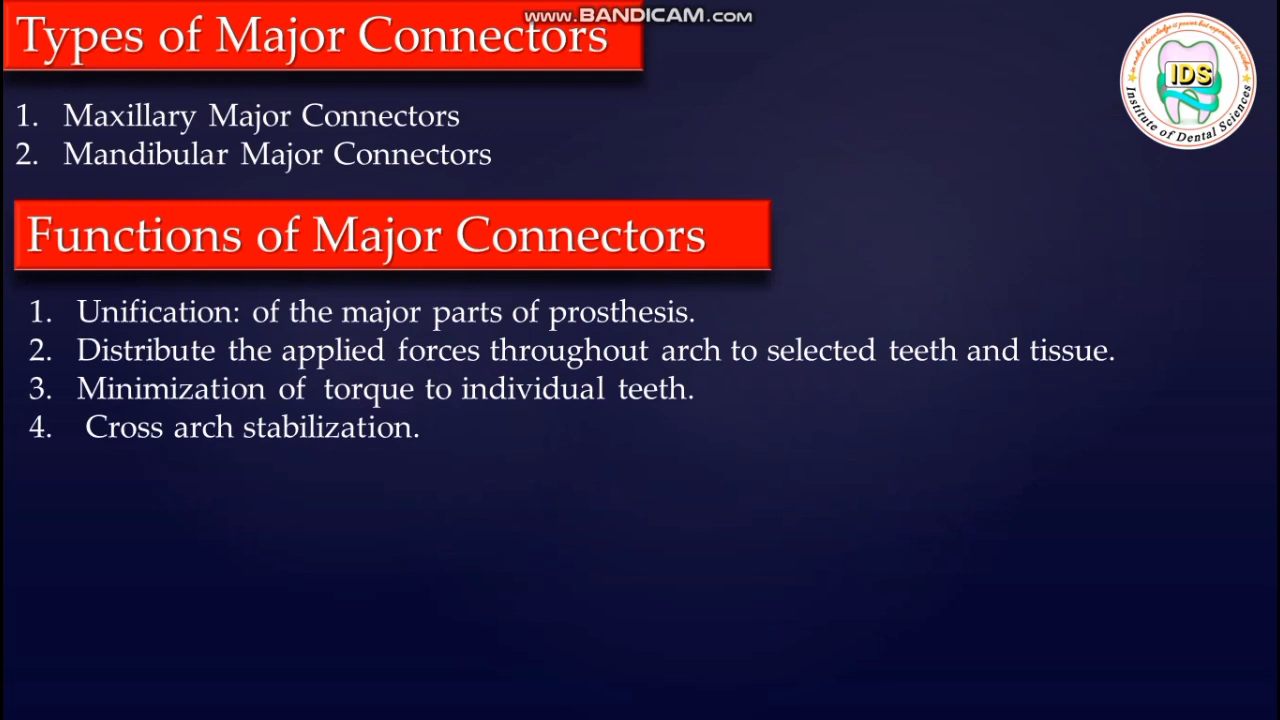 www.BANDICAM.com
Types of Major Connectors
IDS
Institute of Dental Sciences
1. Maxillary Major Connectors
2. Mandibular Major Connectors
Functions of Major Connectors
1. Unification: of the major parts of prosthesis.
2. Distribute the applied forces throughout arch to selected teeth and tissue.
3. Minimization of torque to individual teeth.
4. Cross arch stabilization.